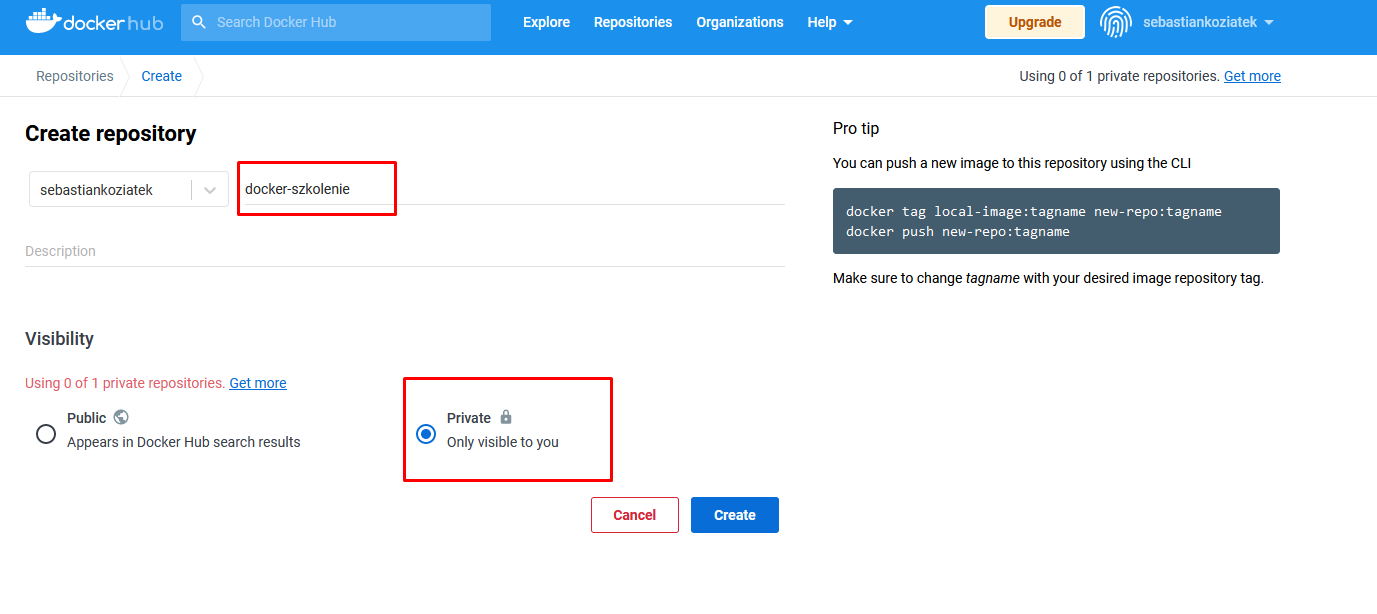 dockerhub
Search Docker Hub
Explore
Repositories
Organizations
Help
Upgrade
sebastiankoziatek
Repositories
Create
Using 0 of 1 private repositories. Get more
Create repository
sebastiankoziatek
docker-szkolenie
Description
Visibility
Using 0 of 1 private repositories. Get more
Public
Appears in Docker Hub search results
Private
Only visible to you
Cancel
Create
Pro tip
You can push a new image to this repository using the CLI
docker tag local-image:tagname new-repo:tagname
docker push new-repo:tagname
Make sure to change tagname with your desired image repository tag.